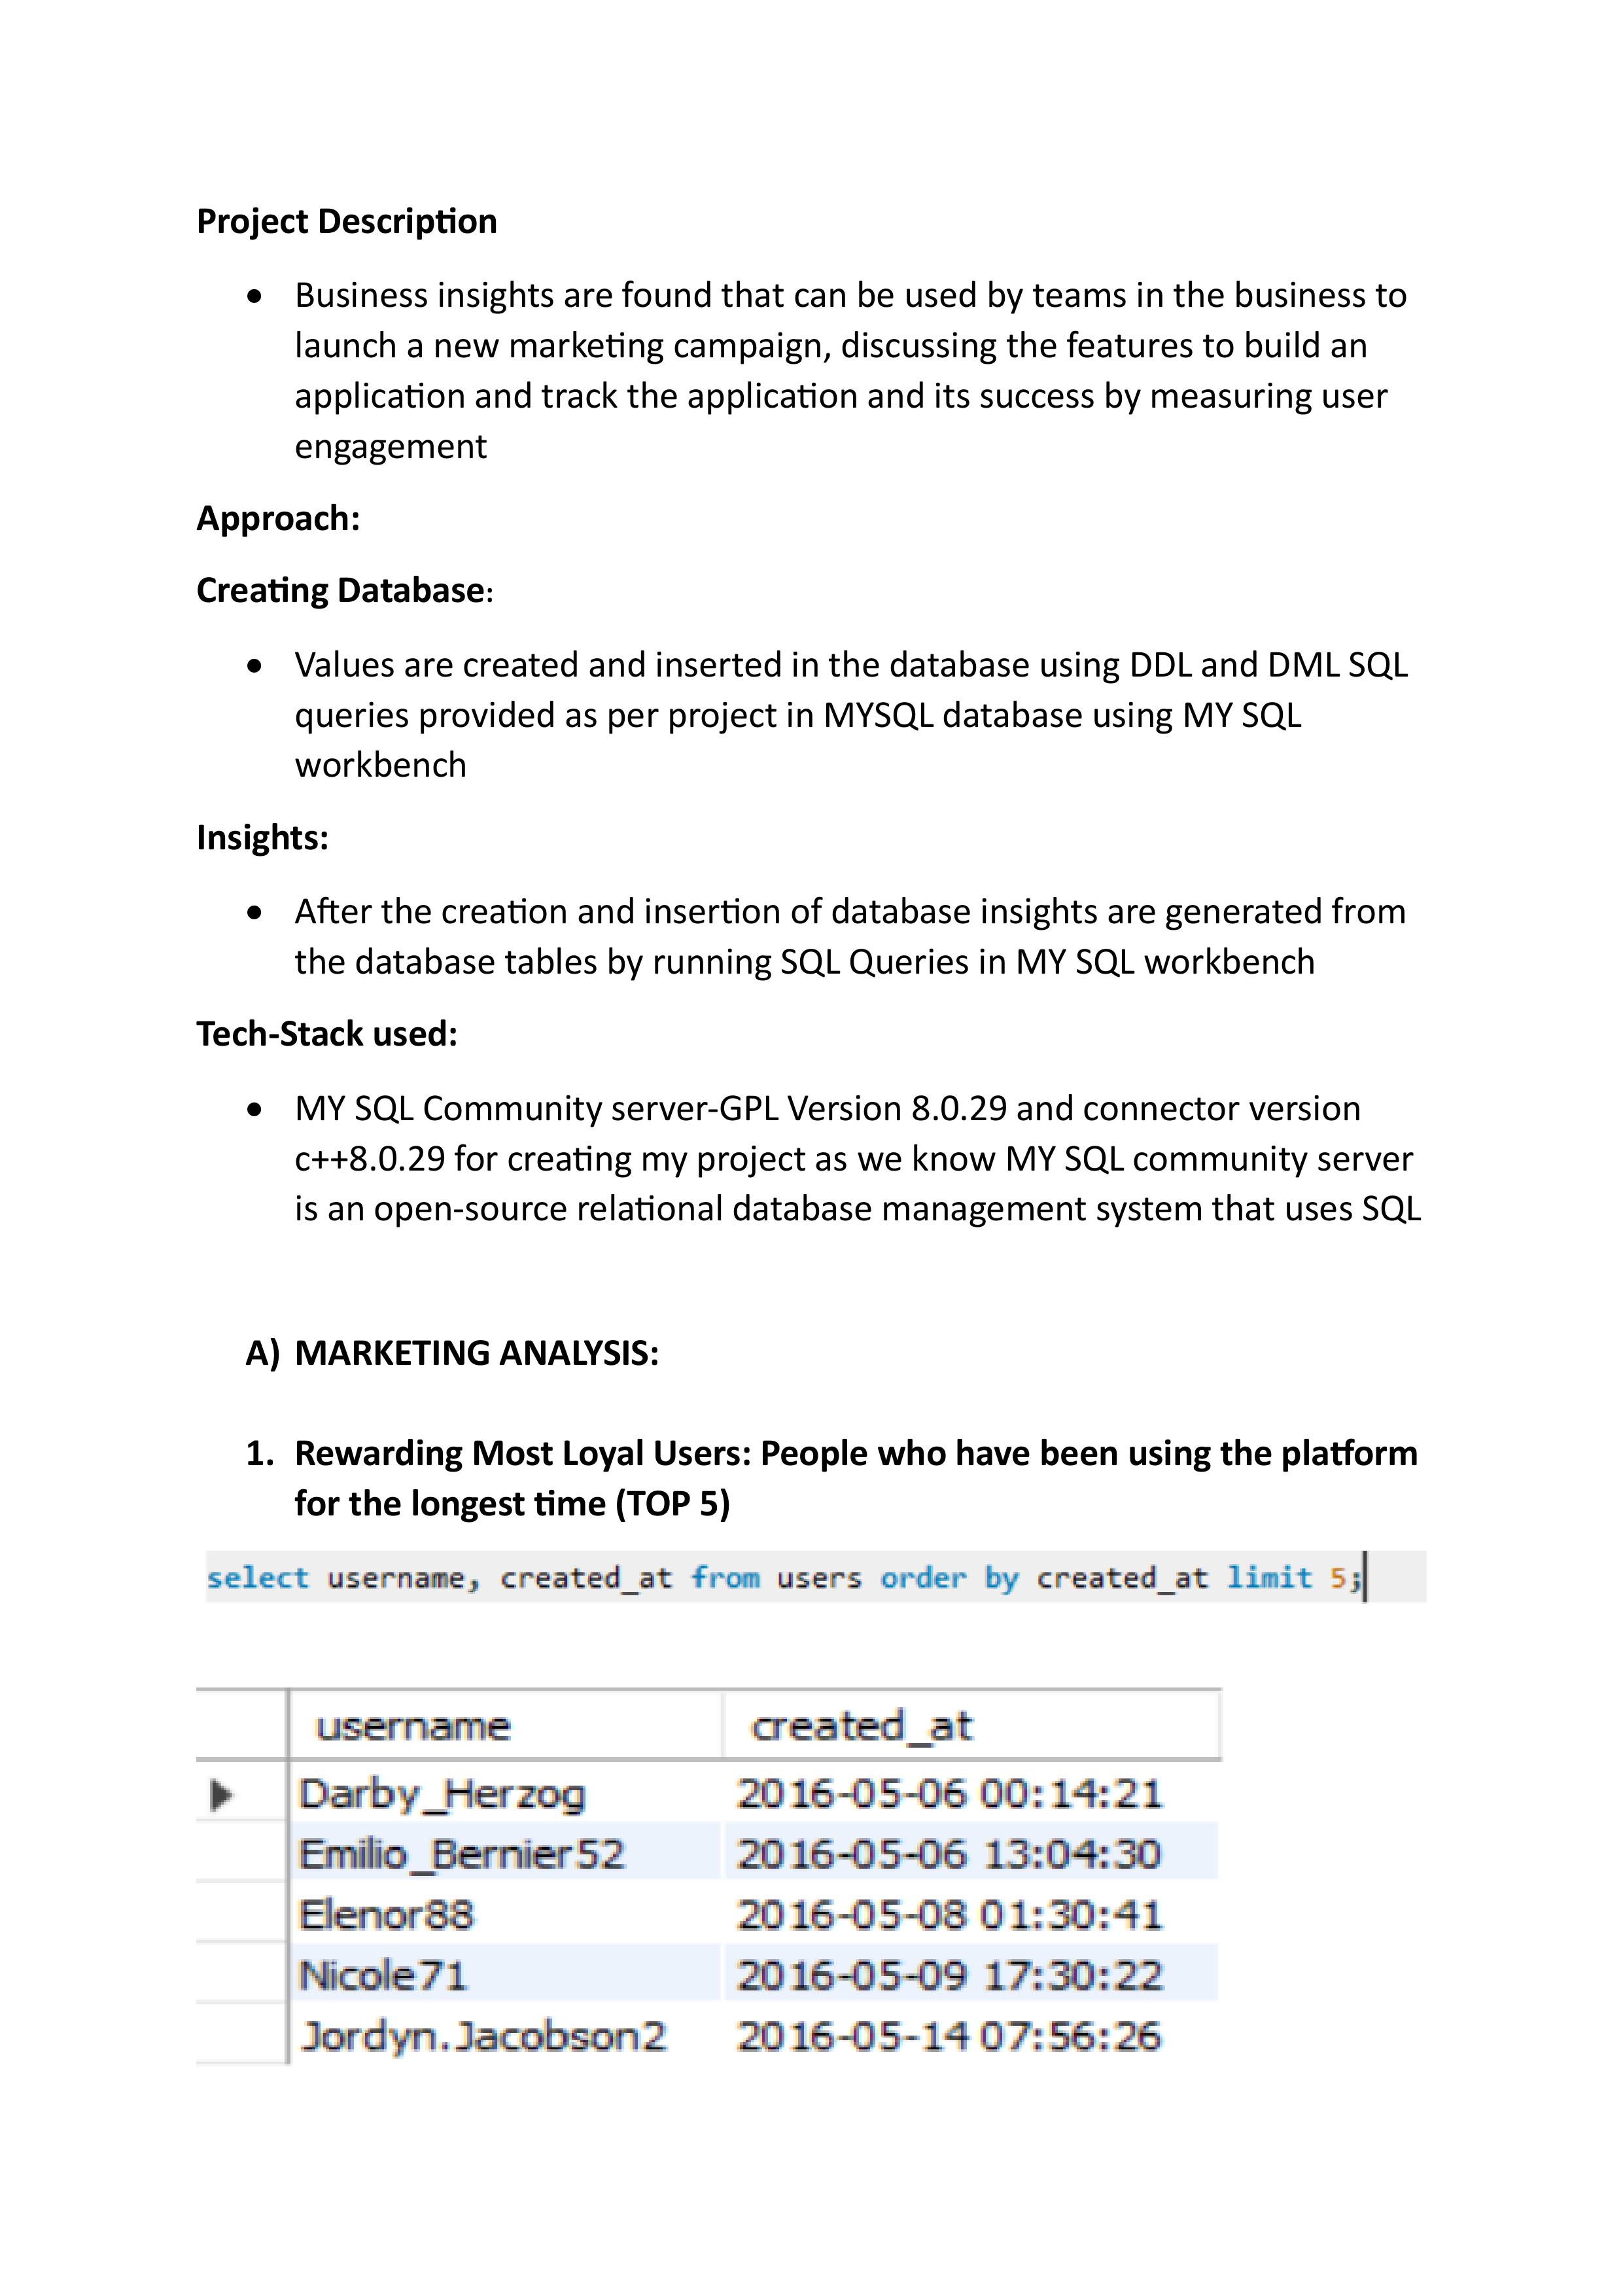 Project Description
• Business insights are found that can be used by teams in the business to
launch a new marketing campaign, discussing the features to build an
application and track the application and its success by measuring user
engagement
Approach:
Creating Database:
• Values are created and inserted in the database using DDL and DML SQL
queries provided as per project in MYSQL database using MY SQL
workbench
Insights:
• After the creation and insertion of database insights are generated from
the database tables by running SQL Queries in MY SQL workbench
Tech-Stack used:
• MY SQL Community server-GPL Version 8.0.29 and connector version
c++8.0.29 for creating my project as we know MY SQL community server
is an open-source relational database management system that uses SQL
A) MARKETING ANALYSIS:
1. Rewarding Most Loyal Users: People who have been using the platform
for the longest time (TOP 5)
select username, created_at from users order by created_at limit 5;
username created_at
Darby_Herzog 2016-05-06 00:14:21
Emilio_Bernier52 2016-05-06 13:04:30
Elenor88 2016-05-08 01:30:41
Nicole71 2016-05-09 17:30:22
Jordyn.Jacobson2 2016-05-14 07:56:26